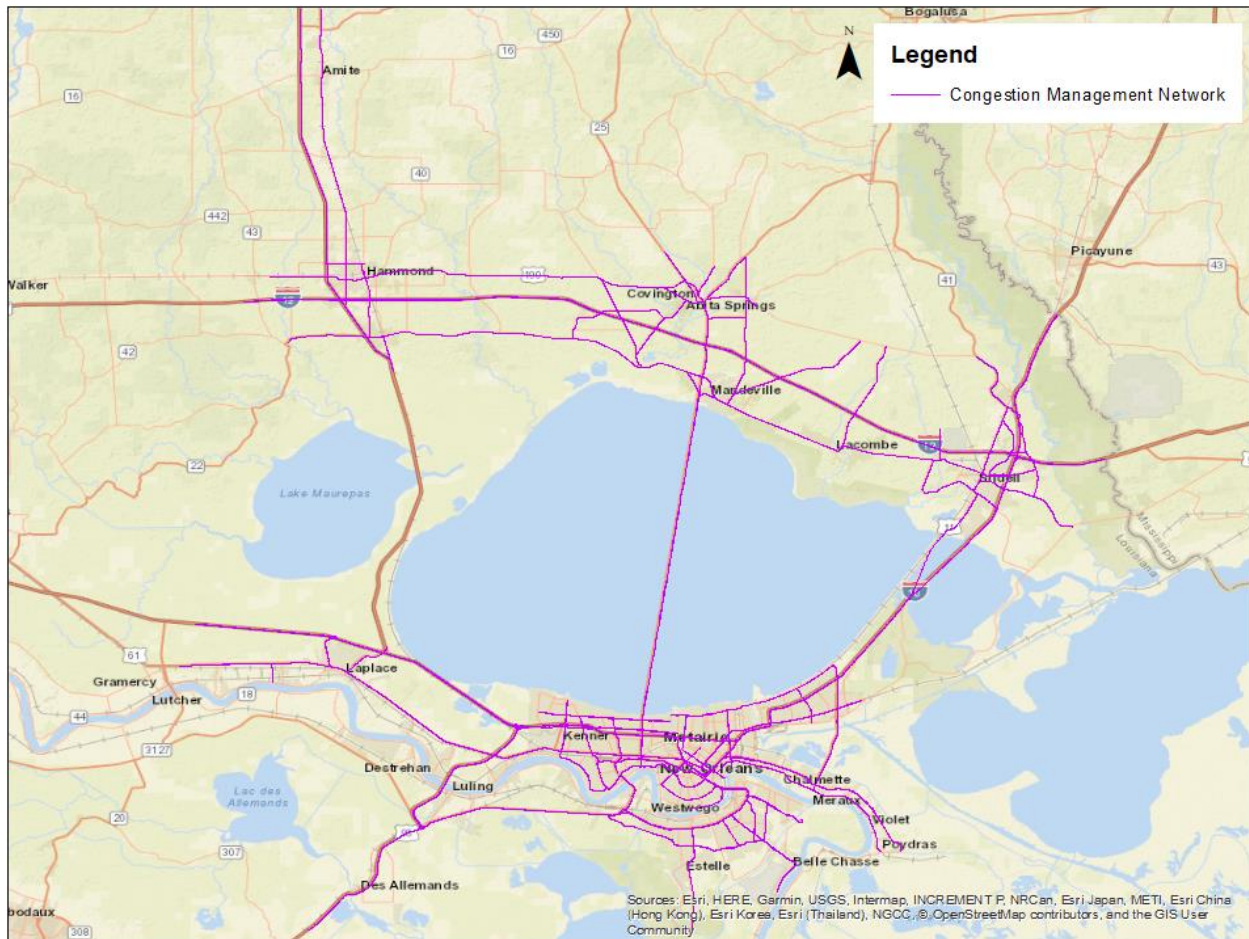 Bogalusa
N
Legend
Congestion Management Network
450
16
Amite
16
25
40
442
43
Picayune
43
41
Hammond
190
Walker
12
Covington
Abita Springs
42
Mandeville
Lacombe
12
22
Lake Maurepas
Slidell
11
Mississippi
Louisiana
10
61
Laplace
Gramercy
Lutcher
18
44
3127
Kenner
Metairie
Destrehan
New Orleans
Luling
Chalmette
Westwego
Meraux
Lac des
Allemands
Violet
20
90
307
Poydras
Estelle
Belle Chasse
Des Allemands
bodaux
308
Sources: Esri, HERE, Garmin, USGS, Intermap, INCREMENT P, NRCan, Esri Japan, METI, Esri China
(Hong Kong), Esri Korea, Esri (Thailand), NGCC, © OpenStreetMap contributors, and the GIS User
Community